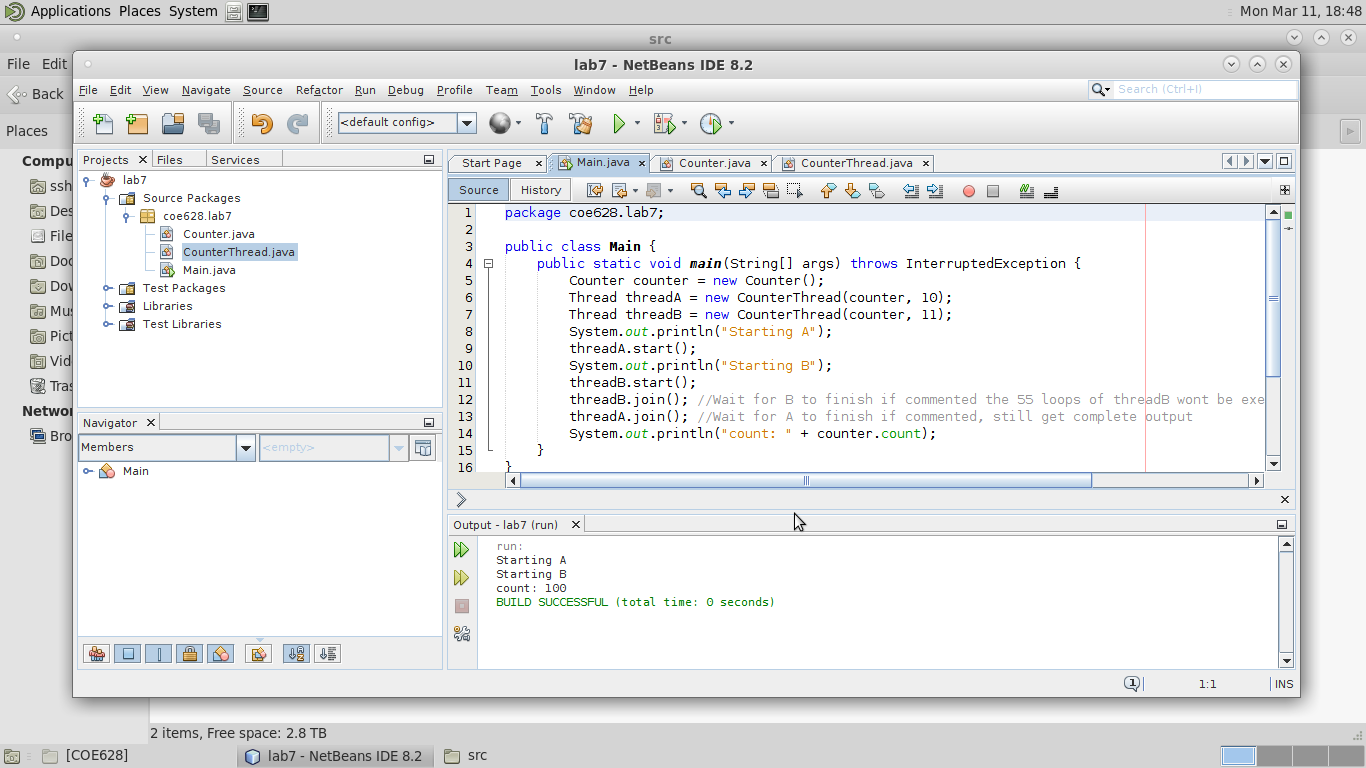 Applications Places System
Mon Mar 11, 18:48
src
File Edit
Back
Places
Compu
ssh
Des
File
Doc
Dow
Mus
Pict
Vid
Tras
Networ
Bro
lab7 - NetBeans IDE 8.2
File Edit View Navigate Source Refactor Run Debug Profile Team Tools Window Help
Search (Ctrl+I)
<default config>
Projects Files Services
lab7
Source Packages
coe628.lab7
Counter.java
CounterThread.java
Main.java
Test Packages
Libraries
Test Libraries
Navigator
Members
<empty>
Main
Start Page Main.java Counter.java CounterThread.java
Source History
1 package coe628.lab7;
2
3 public class Main {
4 public static void main(String[] args) throws InterruptedException {
5 Counter counter = new Counter();
6 Thread threadA = new CounterThread(counter, 10);
7 Thread threadB = new CounterThread(counter, 11);
8 System.out.println("Starting A");
9 threadA.start();
10 System.out.println("Starting B");
11 threadB.start();
12 threadB.join(); //Wait for B to finish if commented the 55 loops of threadB wont be exe
13 threadA.join(); //Wait for A to finish if commented, still get complete output
14 System.out.println("count: " + counter.count);
15 }
16 }
Output - lab7 (run)
run:
Starting A
Starting B
count: 100
BUILD SUCCESSFUL (total time: 0 seconds)
1
1:1
INS
2 items, Free space: 2.8 TB
[COE628]
lab7 - NetBeans IDE 8.2
src